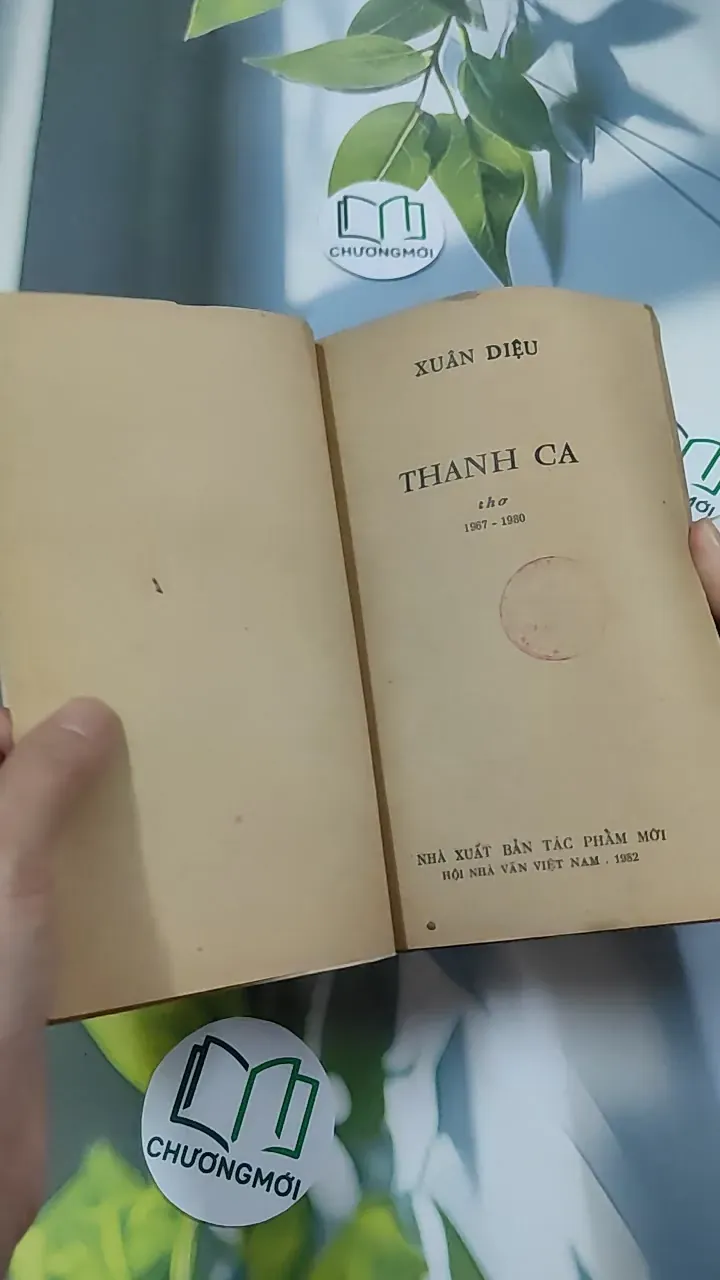 CHƯƠNGMỚI
XUÂN DIỆU
THANH CA
thơ
1967 - 1980
NHÀ XUẤT BẢN TÁC PHẨM MỚI
HỘI NHÀ VĂN VIỆT NAM . 1982
CHƯƠNGMỚI